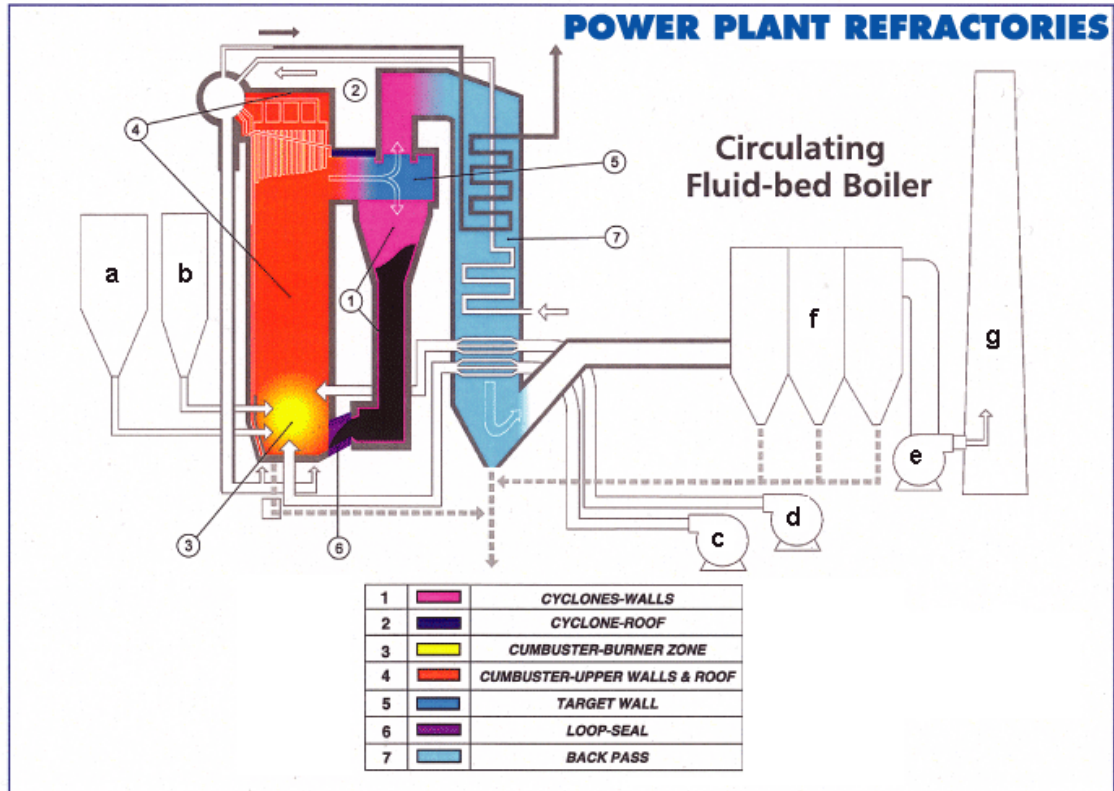 POWER PLANT REFRACTORIES
2
4
Circulating
Fluid-bed Boiler
5
7
a
b
1
f
g
e
d
c
3
6
1 CYCLONES-WALLS
2 CYCLONE-ROOF
3 CUMBUSTER-BURNER ZONE
4 CUMBUSTER-UPPER WALLS & ROOF
5 TARGET WALL
6 LOOP-SEAL
7 BACK PASS